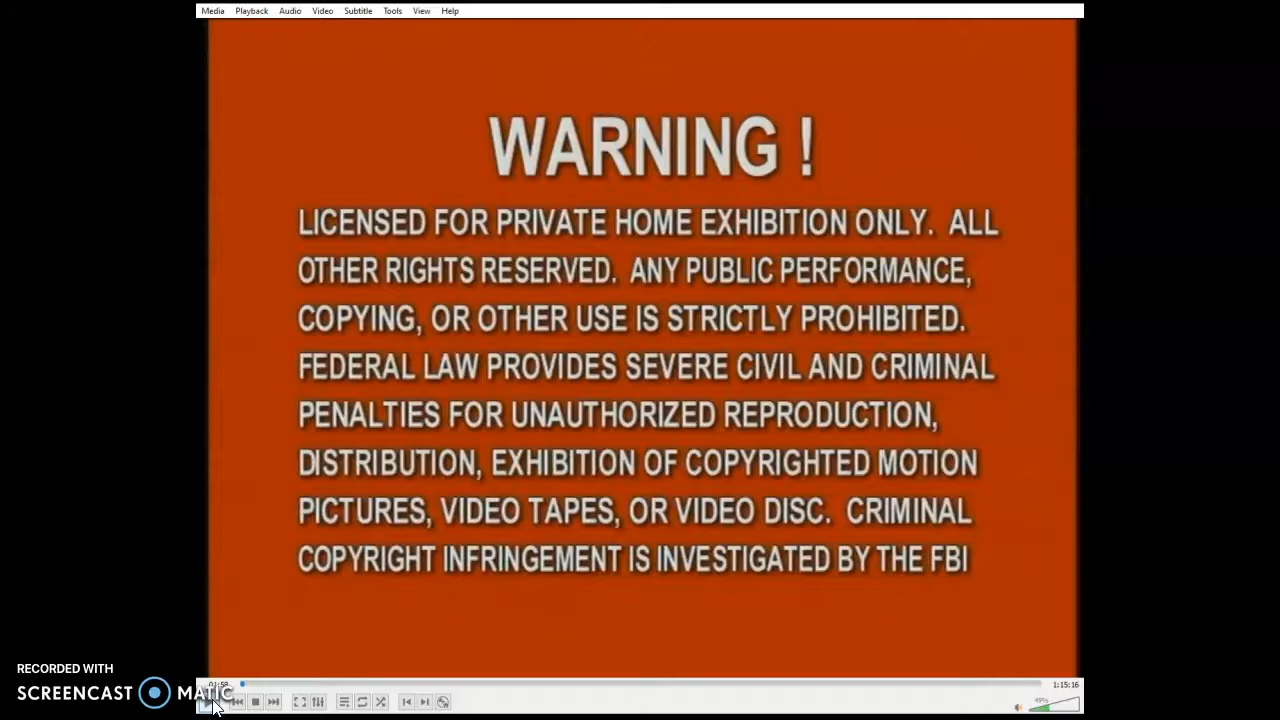 Media Playback Audio Video Subtitle Tools View Help
WARNING !
LICENSED FOR PRIVATE HOME EXHIBITION ONLY. ALL
OTHER RIGHTS RESERVED. ANY PUBLIC PERFORMANCE,
COPYING, OR OTHER USE IS STRICTLY PROHIBITED.
FEDERAL LAW PROVIDES SEVERE CIVIL AND CRIMINAL
PENALTIES FOR UNAUTHORIZED REPRODUCTION,
DISTRIBUTION, EXHIBITION OF COPYRIGHTED MOTION
PICTURES, VIDEO TAPES, OR VIDEO DISC. CRIMINAL
COPYRIGHT INFRINGEMENT IS INVESTIGATED BY THE FBI
RECORDED WITH
SCREENCAST MATIC
01:58 1:15:16
49%